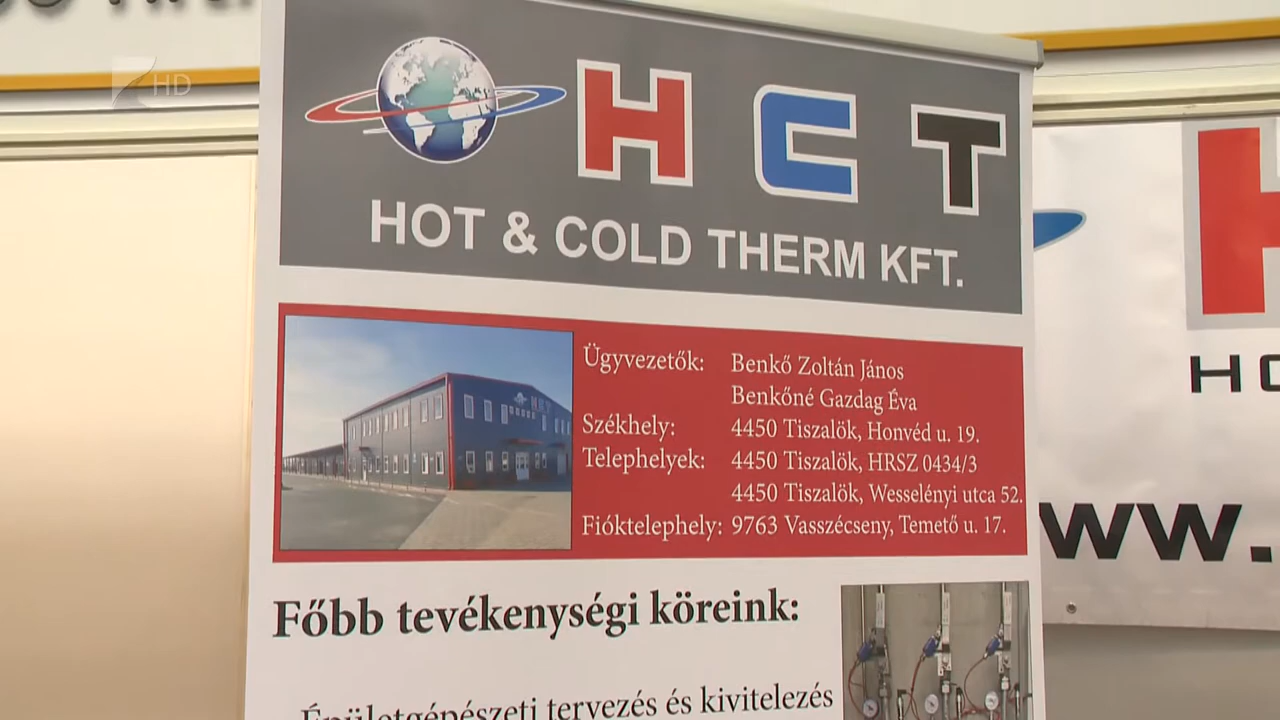 HD
HCT
HOT & COLD THERM KFT.
Ügyvezetők: Benkő Zoltán János
Benkőné Gazdag Éva
Székhely: 4450 Tiszalök, Honvéd u. 19.
Telephelyek: 4450 Tiszalök, HRSZ 0434/3
4450 Tiszalök, Wesselényi utca 52.
Fióktelephely: 9763 Vasszécseny, Temető u. 17.
Főbb tevékenységi köreink:
Épületgépészeti tervezés és kivitelezés
H
HO
WW.